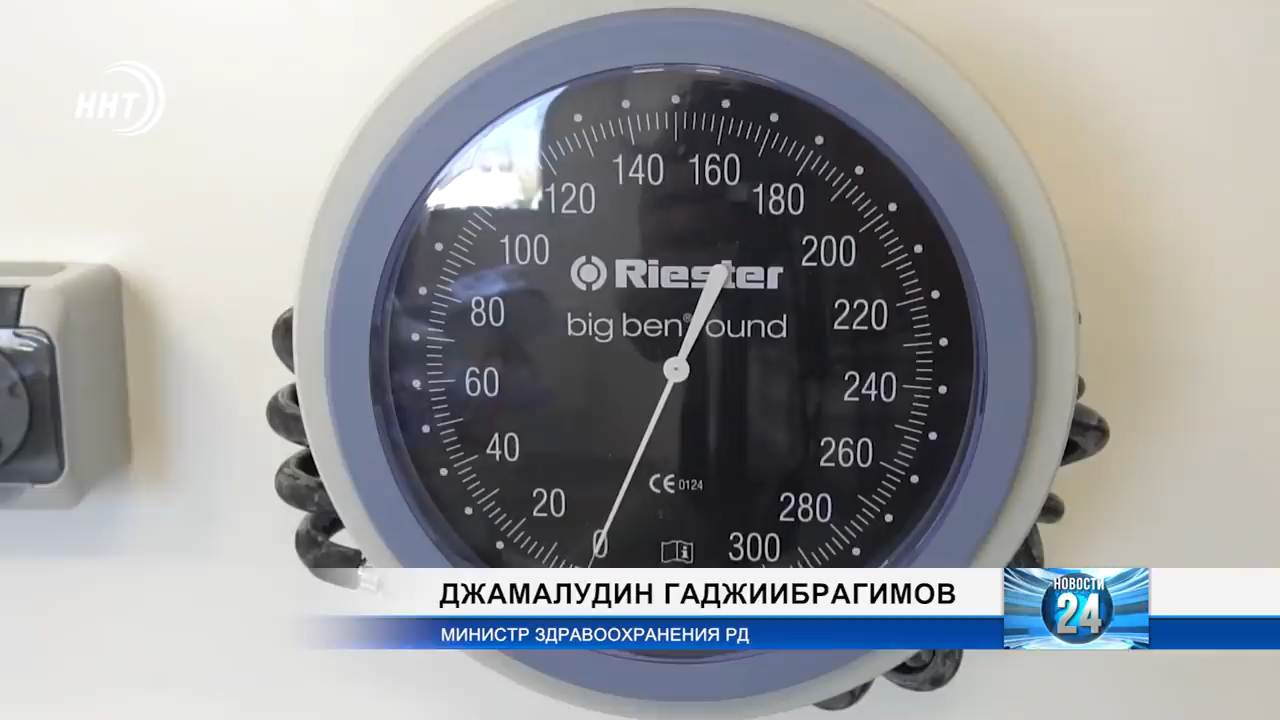 ННТ
140 160
120 180
100 200
Riester
80 220
big ben® ound
60 240
40 260
CE 0124
20 280
0 300
ДЖАМАЛУДИН ГАДЖИИБРАГИМОВ
МИНИСТР ЗДРАВООХРАНЕНИЯ РД
НОВОСТИ
24